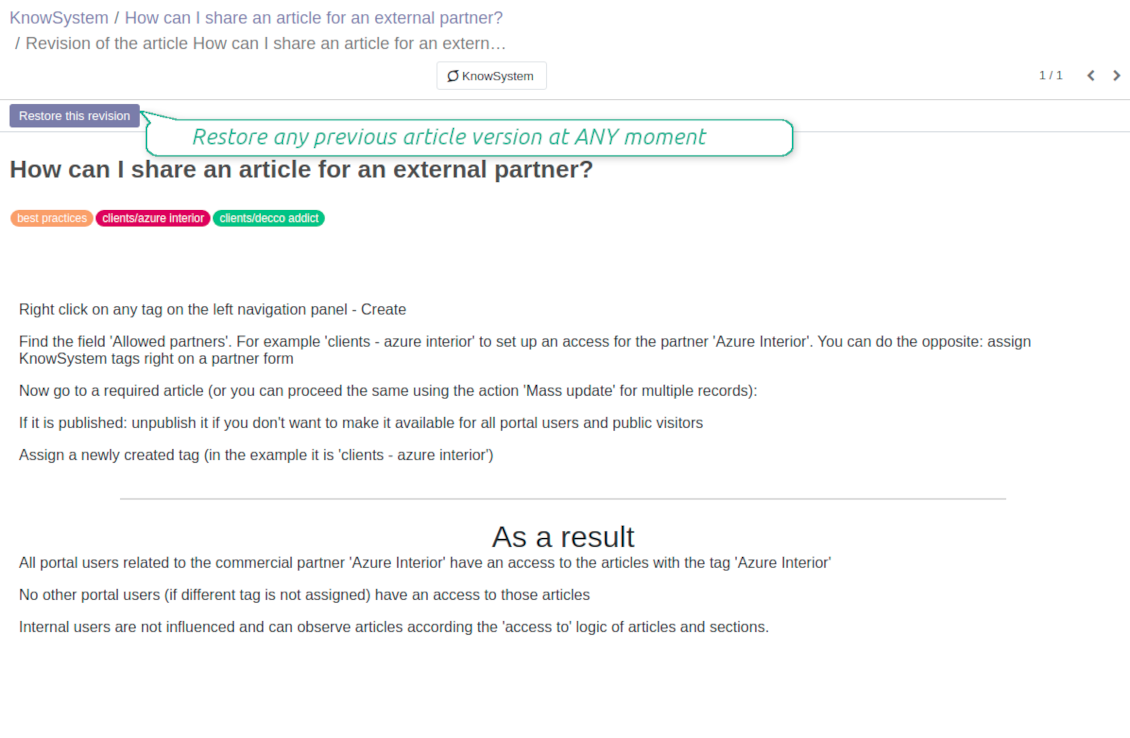 KnowSystem / How can I share an article for an external partner?
/ Revision of the article How can I share an article for an extern…
KnowSystem
1 / 1
Restore this revision
Restore any previous article version at ANY moment
How can I share an article for an external partner?
best practices clients/azure interior clients/decco addict
Right click on any tag on the left navigation panel - Create
Find the field 'Allowed partners'. For example 'clients - azure interior' to set up an access for the partner 'Azure Interior'. You can do the opposite: assign
KnowSystem tags right on a partner form
Now go to a required article (or you can proceed the same using the action 'Mass update' for multiple records):
If it is published: unpublish it if you don't want to make it available for all portal users and public visitors
Assign a newly created tag (in the example it is 'clients - azure interior')
As a result
All portal users related to the commercial partner 'Azure Interior' have an access to the articles with the tag 'Azure Interior'
No other portal users (if different tag is not assigned) have an access to those articles
Internal users are not influenced and can observe articles according the 'access to' logic of articles and sections.